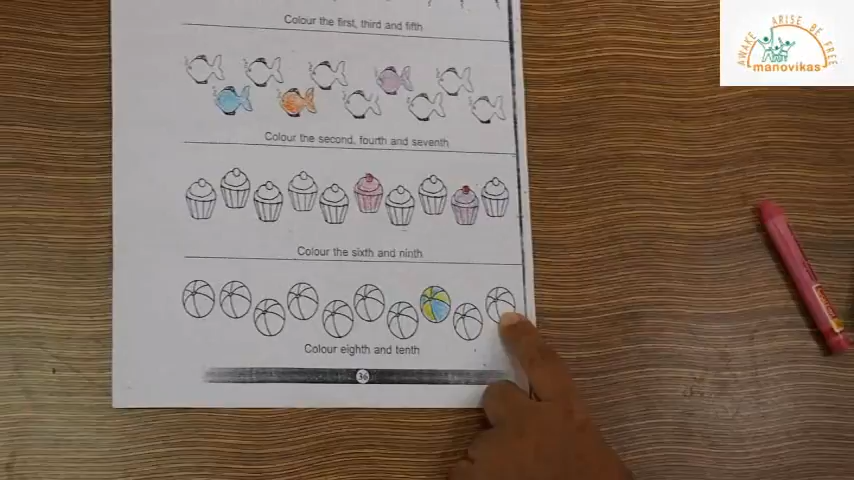 AWAKE ARISE BE FREE
manovikas
Colour the first, third and fifth
Colour the second, fourth and seventh
Colour the sixth and ninth
Colour eighth and tenth
36